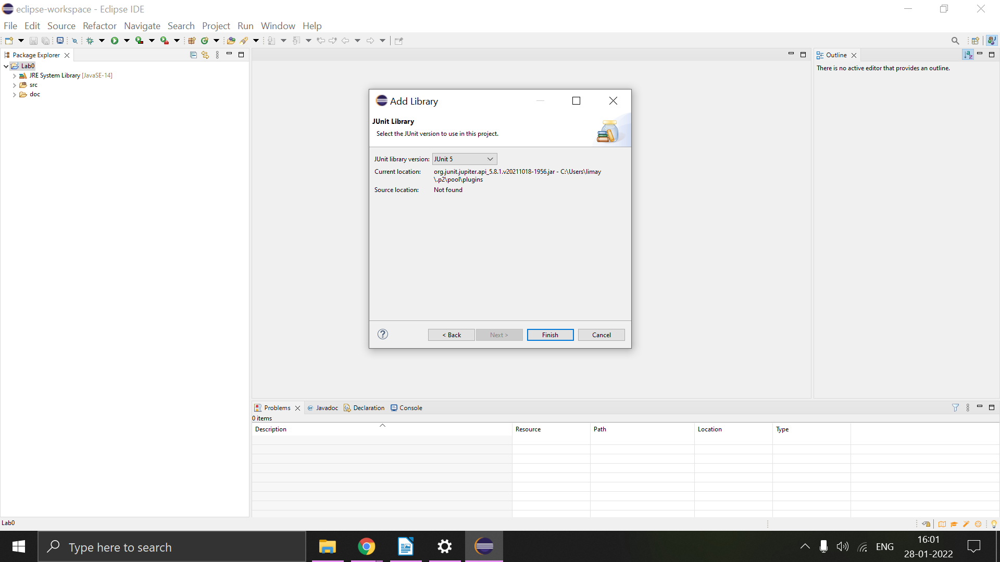 eclipse-workspace - Eclipse IDE
File Edit Source Refactor Navigate Search Project Run Window Help
Package Explorer
Outline
Lab0
JRE System Library [JavaSE-14]
src
doc
There is no active editor that provides an outline.
Add Library
JUnit Library
Select the JUnit version to use in this project.
JUnit library version: JUnit 5
Current location: org.junit.jupiter.api_5.8.1.v20211018-1956.jar - C:\Users\limay
\.p2\pool\plugins
Source location: Not found
< Back Next > Finish Cancel
Problems Javadoc Declaration Console
0 items
Description Resource Path Location Type
Lab0
Type here to search
ENG
16:01
28-01-2022